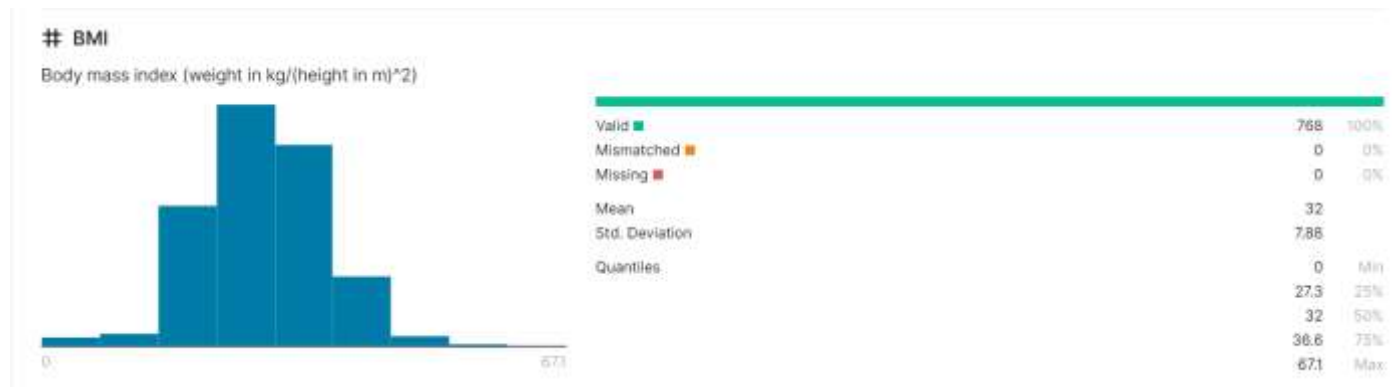 # BMI
Body mass index (weight in kg/(height in m)^2)
Valid 768 100%
Mismatched 0 0%
Missing 0 0%
Mean 32
Std. Deviation 7.88
Quantiles 0 Min
27.3 25%
32 50%
36.6 75%
67.1 Max
0 67.1